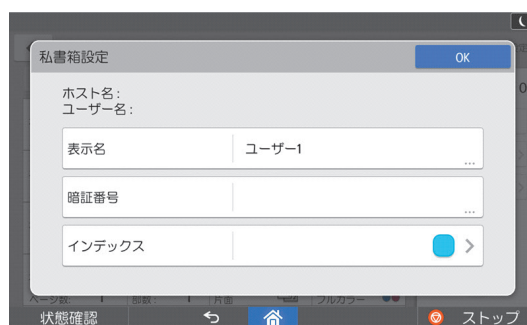 私書箱設定
OK
ホスト名:
ユーザー名:
表示名 ユーザー1
...
暗証番号
...
インデックス
ページ数: 1 部数: 1 片面 フルカラー
状態確認 ストップ